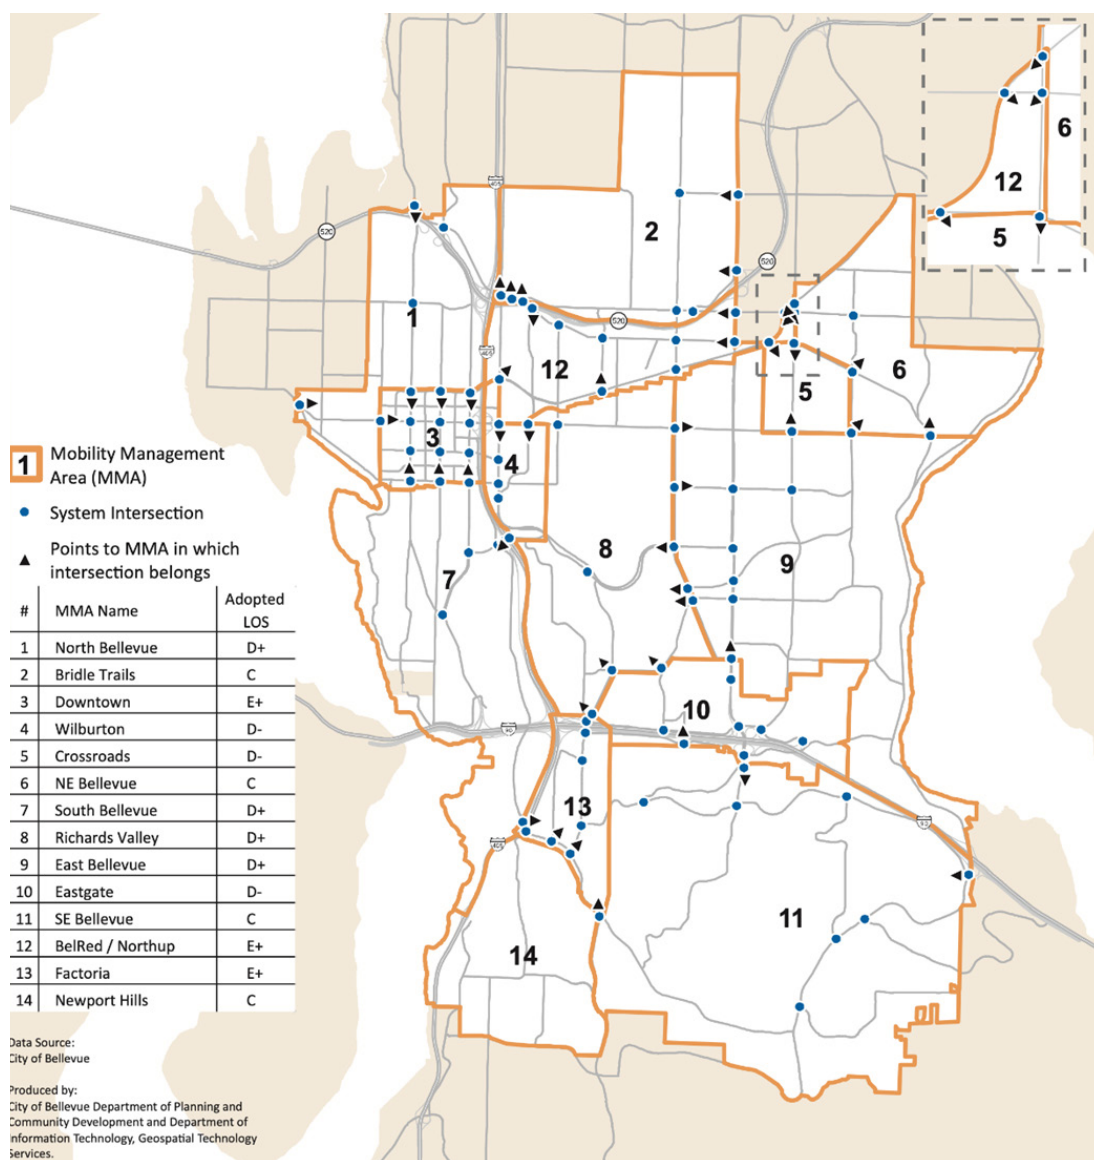 520
405
12
6
5
2
520
1
520
405
12
6
5
3
4
8
9
7
10
90
13
405
90
11
14
1 Mobility Management
Area (MMA)
System Intersection
Points to MMA in which
intersection belongs
# MMA Name Adopted LOS
1 North Bellevue D+
2 Bridle Trails C
3 Downtown E+
4 Wilburton D-
5 Crossroads D-
6 NE Bellevue C
7 South Bellevue D+
8 Richards Valley D+
9 East Bellevue D+
10 Eastgate D-
11 SE Bellevue C
12 BelRed / Northup E+
13 Factoria E+
14 Newport Hills C
Data Source:
City of Bellevue
Produced by:
City of Bellevue Department of Planning and
Community Development and Department of
Information Technology, Geospatial Technology
Services.